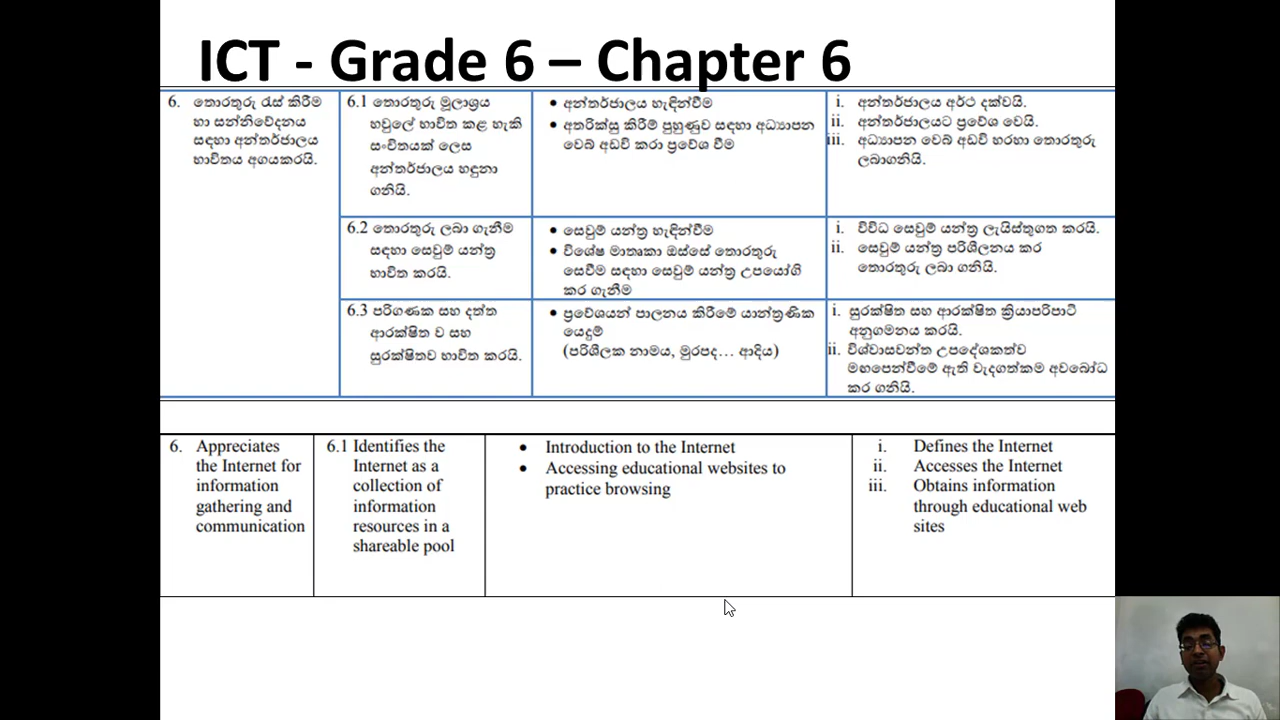 ICT - Grade 6 – Chapter 6
6. තොරතුරු රැස් කිරීම
හා සන්නිවේදනය
සඳහා අන්තර්ජාලය
භාවිතය අගයකරයි.
6.1 තොරතුරු මූලාශ්‍රය
හවුලේ භාවිත කළ හැකි
සංචිතයක් ලෙස
අන්තර්ජාලය හඳුනා
ගනියි.
• අන්තර්ජාලය හැඳින්වීම
• අතරික්සු කිරීම් පුහුණුව සඳහා අධ්‍යාපන
වෙබ් අඩවි කරා ප්‍රවේශ වීම
i. අන්තර්ජාලය අර්ථ දක්වයි.
ii. අන්තර්ජාලයට ප්‍රවේශ වෙයි.
iii. අධ්‍යාපන වෙබ් අඩවි හරහා තොරතුරු
ලබාගනියි.
6.2 තොරතුරු ලබා ගැනීම
සඳහා සෙවුම් යන්ත්‍ර
භාවිත කරයි.
• සෙවුම් යන්ත්‍ර හැඳින්වීම
• විශේෂ මාතෘකා ඔස්සේ තොරතුරු
සෙවීම සඳහා සෙවුම් යන්ත්‍ර උපයෝගි
කර ගැනීම
i. විවිධ සෙවුම් යන්ත්‍ර ලැයිස්තුගත කරයි.
ii. සෙවුම් යන්ත්‍ර පරිශීලනය කර
තොරතුරු ලබා ගනියි.
6.3 පරිගණක සහ දත්ත
ආරක්ෂිත ව සහ
සුරක්ෂිතව භාවිත කරයි.
• ප්‍රවේශයන් පාලනය කිරීමේ යාන්ත්‍රණික
යෙදුම්
(පරිශීලක නාමය, මුරපද... ආදිය)
i. සුරක්ෂිත සහ ආරක්ෂිත ක්‍රියාපරිපාටි
අනුගමනය කරයි.
ii. විශ්වාසවන්ත උපදේශකත්ව
මඟපෙන්වීමේ ඇති වැදගත්කම අවබෝධ
කර ගනියි.
6. Appreciates
the Internet for
information
gathering and
communication
6.1 Identifies the
Internet as a
collection of
information
resources in a
shareable pool
• Introduction to the Internet
• Accessing educational websites to
practice browsing
i. Defines the Internet
ii. Accesses the Internet
iii. Obtains information
through educational web
sites